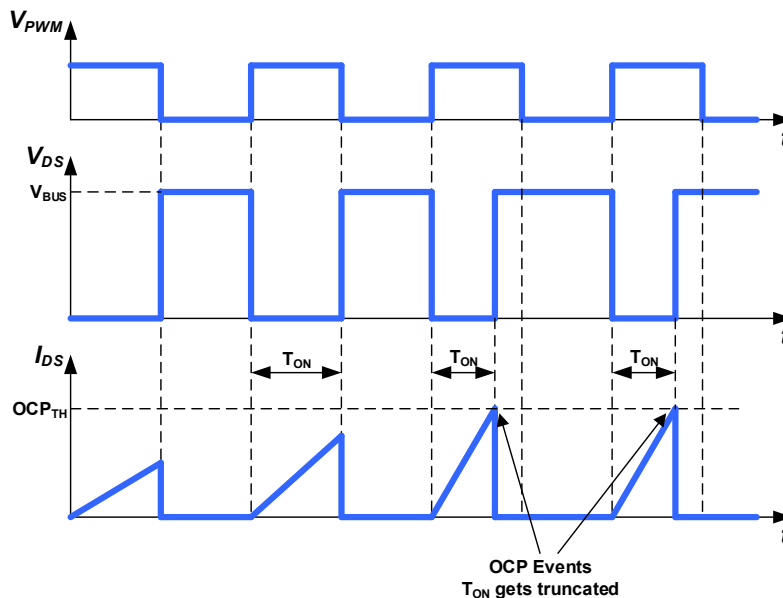 VPWM
t
VDS
VBUS
t
IDS
TON
TON
TON
OCPTH
t
OCP Events
TON gets truncated